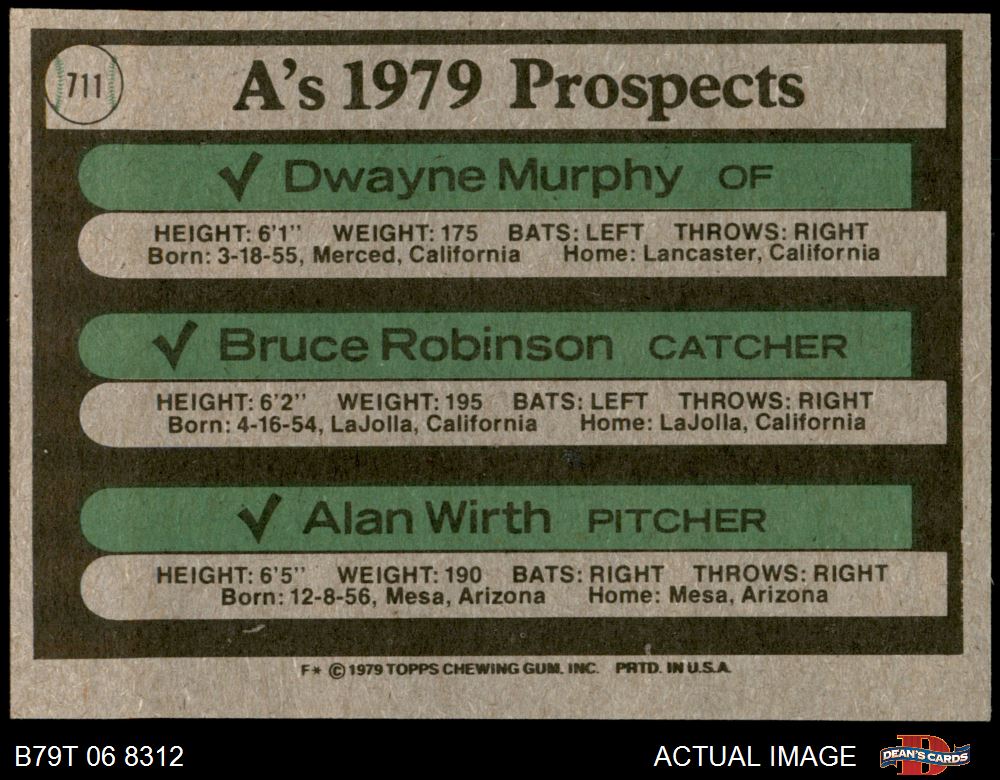 711
A's 1979 Prospects
✓ Dwayne Murphy OF
HEIGHT: 6'1" WEIGHT: 175 BATS: LEFT THROWS: RIGHT
Born: 3-18-55, Merced, California Home: Lancaster, California
✓ Bruce Robinson CATCHER
HEIGHT: 6'2" WEIGHT: 195 BATS: LEFT THROWS: RIGHT
Born: 4-16-54, LaJolla, California Home: LaJolla, California
✓ Alan Wirth PITCHER
HEIGHT: 6'5" WEIGHT: 190 BATS: RIGHT THROWS: RIGHT
Born: 12-8-56, Mesa, Arizona Home: Mesa, Arizona
F* © 1979 TOPPS CHEWING GUM, INC. PRTD. IN U.S.A.
B79T 06 8312 ACTUAL IMAGE D DEAN'S CARDS